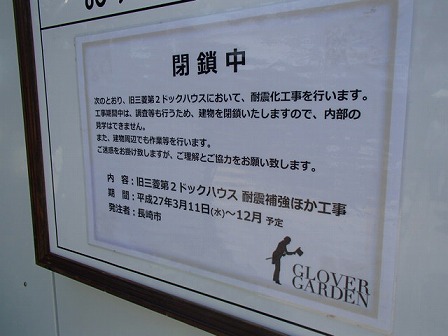 閉鎖中
次のとおり、旧三菱第２ドックハウスにおいて、耐震化工事を行います。
工事期間中は、調査等も行うため、建物を閉鎖いたしますので、内部の
見学はできません。
また、建物周辺でも作業等を行います。
ご迷惑をお掛け致しますが、ご理解とご協力をお願い致します。
内　容：旧三菱第２ドックハウス 耐震補強ほか工事
期　間：平成27年3月11日(水)～12月 予定
発注者：長崎市
GLOVER
GARDEN